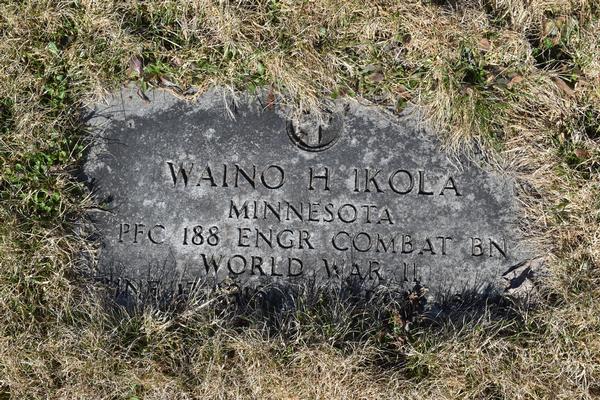 WAINO H IKOLA
MINNESOTA
PFC 188 ENGR COMBAT BN
WORLD WAR II